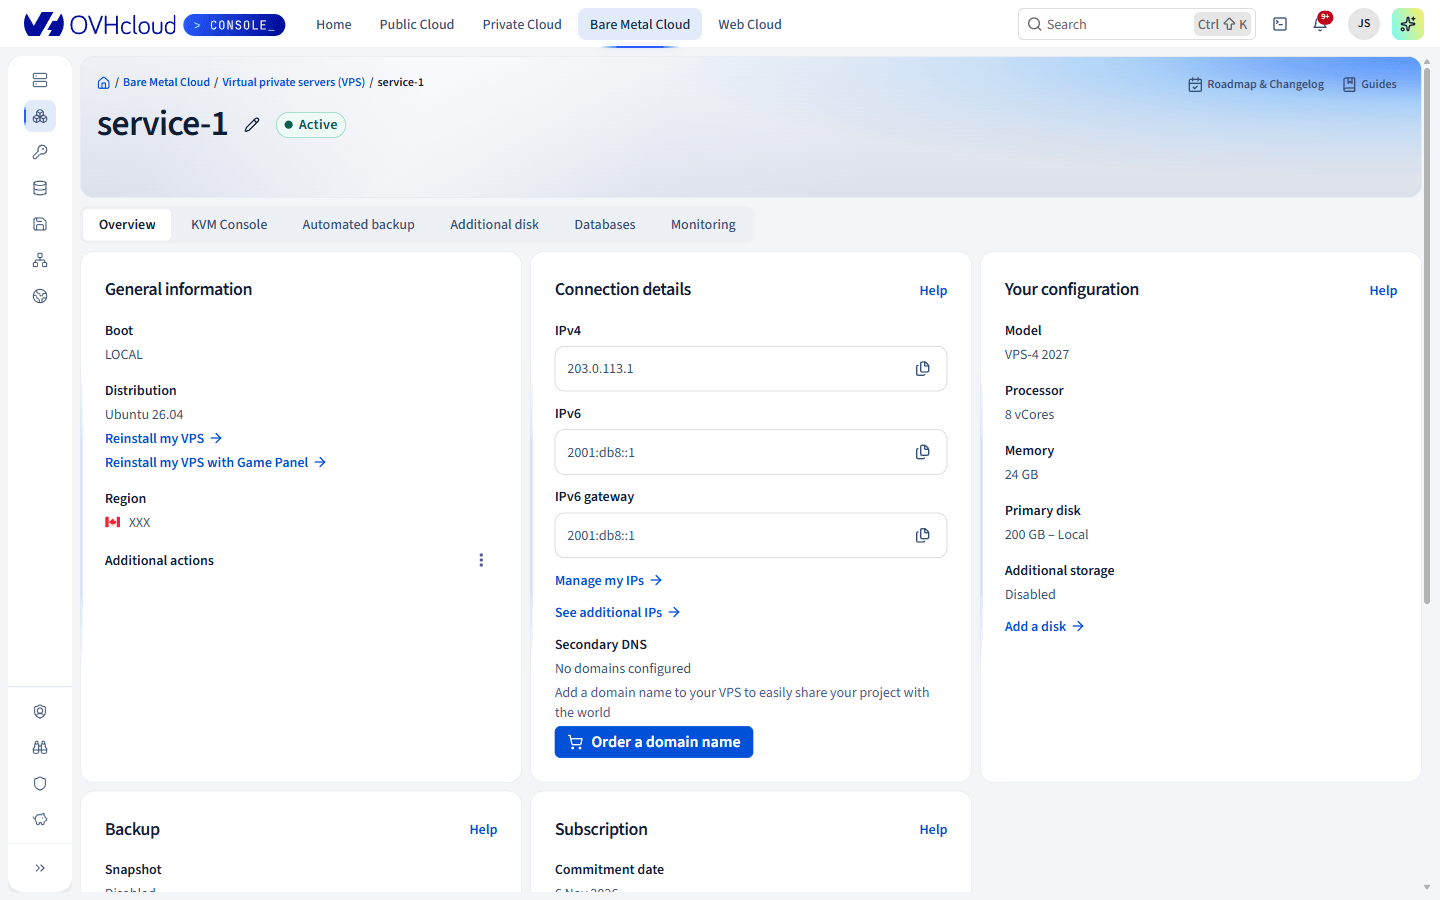 OVHcloud > CONSOLE_ Home Public Cloud Private Cloud Bare Metal Cloud Web Cloud Search Ctrl K 9+ JS
/ Bare Metal Cloud / Virtual private servers (VPS) / service-1
Roadmap & Changelog Guides
service-1 Active
Overview KVM Console Automated backup Additional disk Databases Monitoring
General information
Boot
LOCAL
Distribution
Ubuntu 26.04
Reinstall my VPS
Reinstall my VPS with Game Panel
Region
XXX
Additional actions
Connection details Help
IPv4
203.0.113.1
IPv6
2001:db8::1
IPv6 gateway
2001:db8::1
Manage my IPs
See additional IPs
Secondary DNS
No domains configured
Add a domain name to your VPS to easily share your project with
the world
Order a domain name
Your configuration Help
Model
VPS-4 2027
Processor
8 vCores
Memory
24 GB
Primary disk
200 GB – Local
Additional storage
Disabled
Add a disk
Backup Help
Snapshot
Disabled
Subscription Help
Commitment date
6 Nov 2026